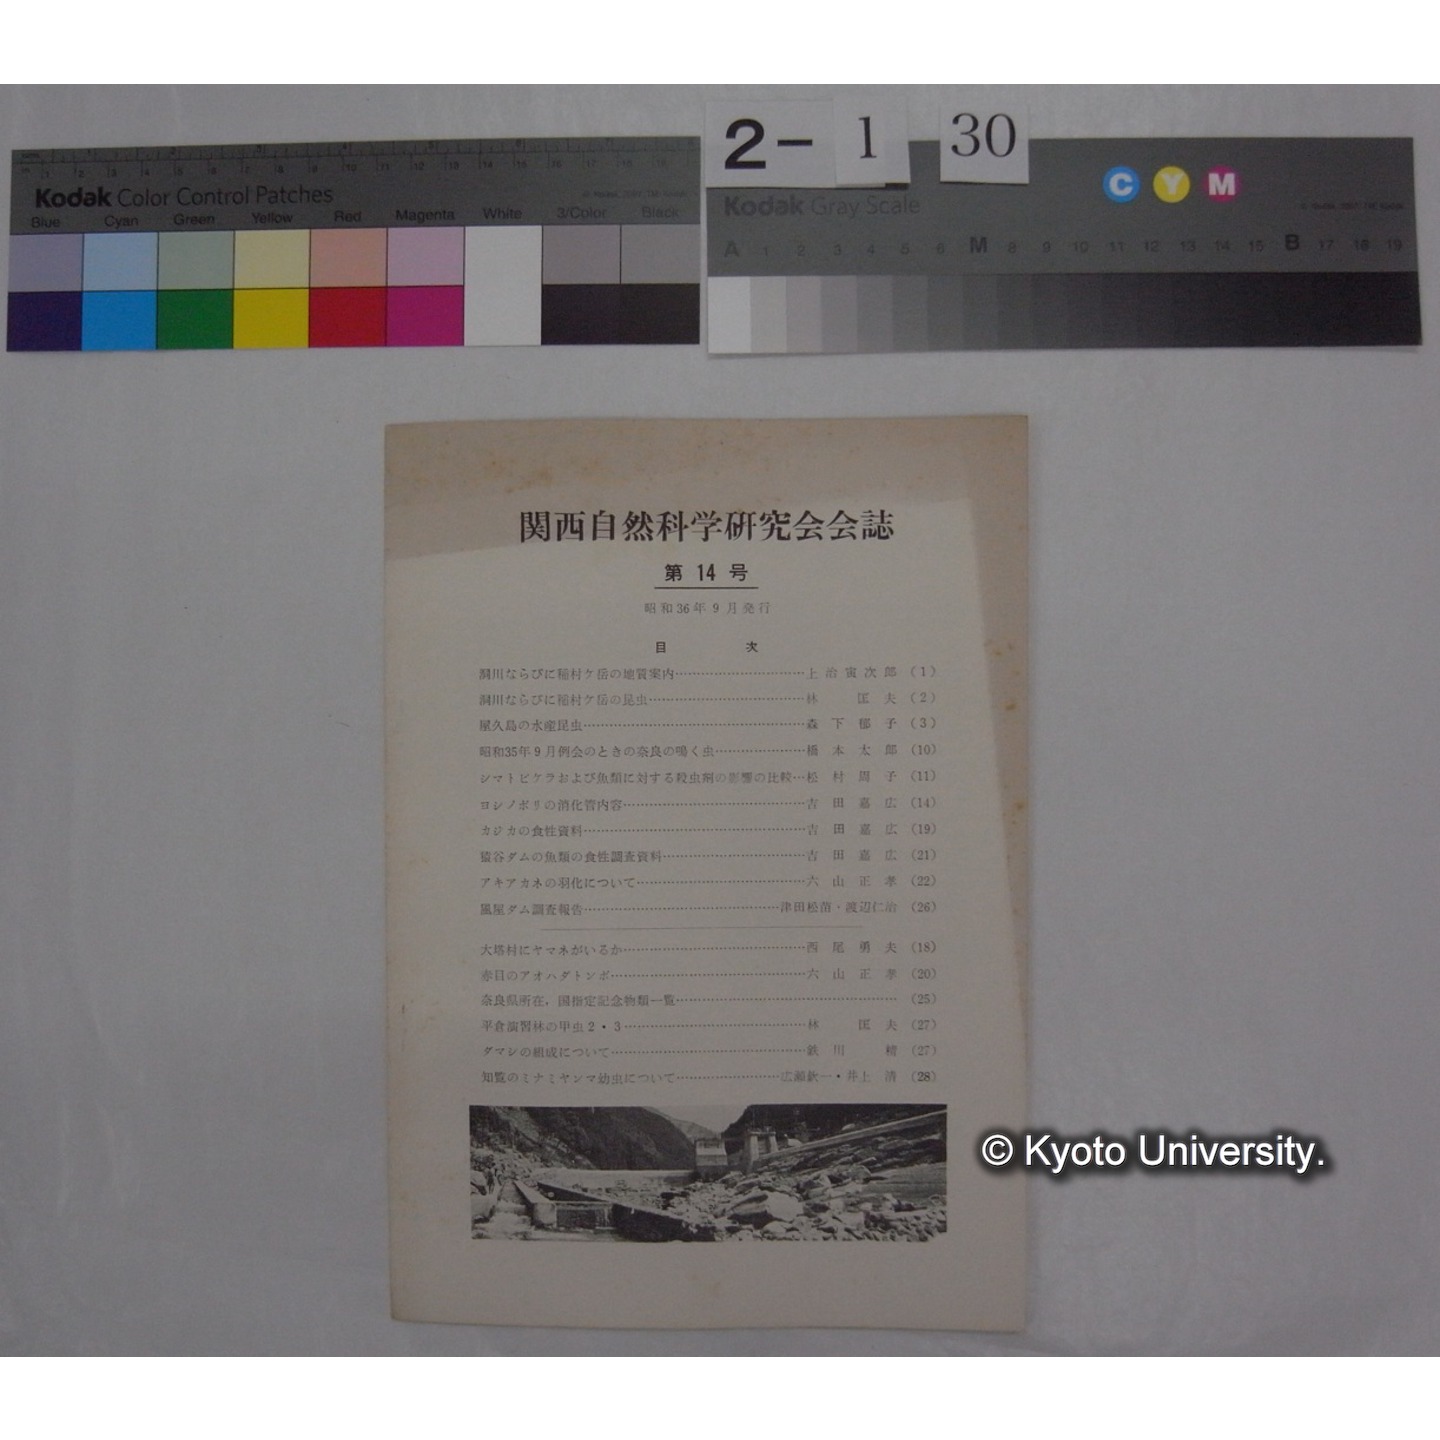 2- 1 30
Kodak Color Control Patches
Blue Cyan Green Yellow Red Magenta White 3/Color Black
Kodak Gray Scale
C Y M
A 1 2 3 4 5 6 M 8 9 10 11 12 13 14 15 B 17 18 19
関西自然科学研究会会誌
第 14 号
昭和36年9月発行
目 次
洞川ならびに稲村ケ岳の地質案内……上治寅次郎 (1)
洞川ならびに稲村ケ岳の昆虫……林 匡夫 (2)
屋久島の水産昆虫……森下郁子 (3)
昭和35年9月例会のときの奈良の鳴く虫……橋本太郎 (10)
シマトビケラおよび魚類に対する殺虫剤の影響の比較…松村周子 (11)
ヨシノボリの消化管内容……吉田嘉広 (14)
カジカの食性資料……吉田嘉広 (19)
猿谷ダムの魚類の食性調査資料……吉田嘉広 (21)
アキアカネの羽化について……六山正孝 (22)
風屋ダム調査報告……津田松苗・渡辺仁治 (26)
大塔村にヤマネがいるか……西尾勇夫 (18)
赤目のアオハダトンボ……六山正孝 (20)
奈良県所在，国指定記念物類一覧…… (25)
平倉演習林の甲虫2・3……林 匡夫 (27)
ダマシの組成について……鉄川 精 (27)
知覧のミナミヤンマ幼虫について……広瀬欽一・井上 清 (28)
© Kyoto University.